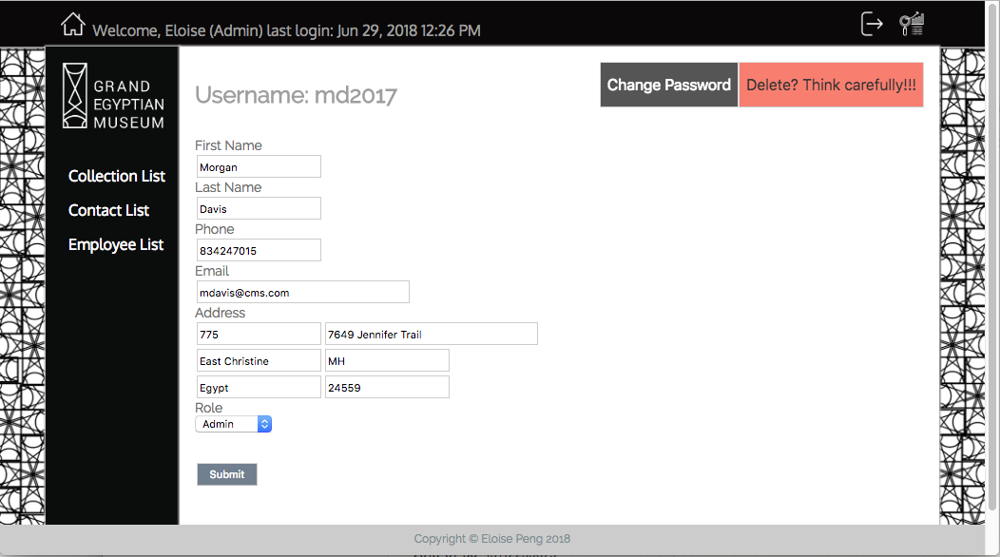 Welcome, Eloise (Admin) last login: Jun 29, 2018 12:26 PM
GRAND
EGYPTIAN
MUSEUM
Collection List
Contact List
Employee List
Username: md2017
Change Password
Delete? Think carefully!!!
First Name
Morgan
Last Name
Davis
Phone
834247015
Email
mdavis@cms.com
Address
775
7649 Jennifer Trail
East Christine
MH
Egypt
24559
Role
Admin
Submit
Copyright © Eloise Peng 2018